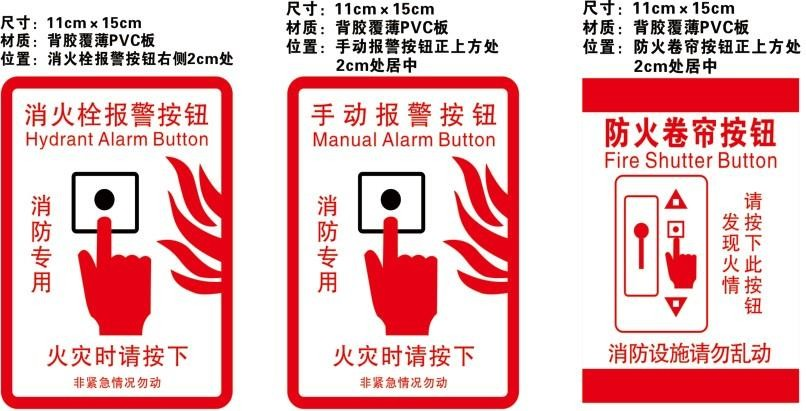 尺寸：11cm×15cm
材质：背胶覆薄PVC板
位置：消火栓报警按钮右侧2cm处
消火栓报警按钮
Hydrant Alarm Button
消防专用
火灾时请按下
非紧急情况勿动
尺寸：11cm×15cm
材质：背胶覆薄PVC板
位置：手动报警按钮正上方处
2cm处居中
手动报警按钮
Manual Alarm Button
消防专用
火灾时请按下
非紧急情况勿动
尺寸：11cm×15cm
材质：背胶覆薄PVC板
位置：防火卷帘按钮正上方处
2cm处居中
防火卷帘按钮
Fire Shutter Button
发现火情
请按下此按钮
消防设施请勿乱动